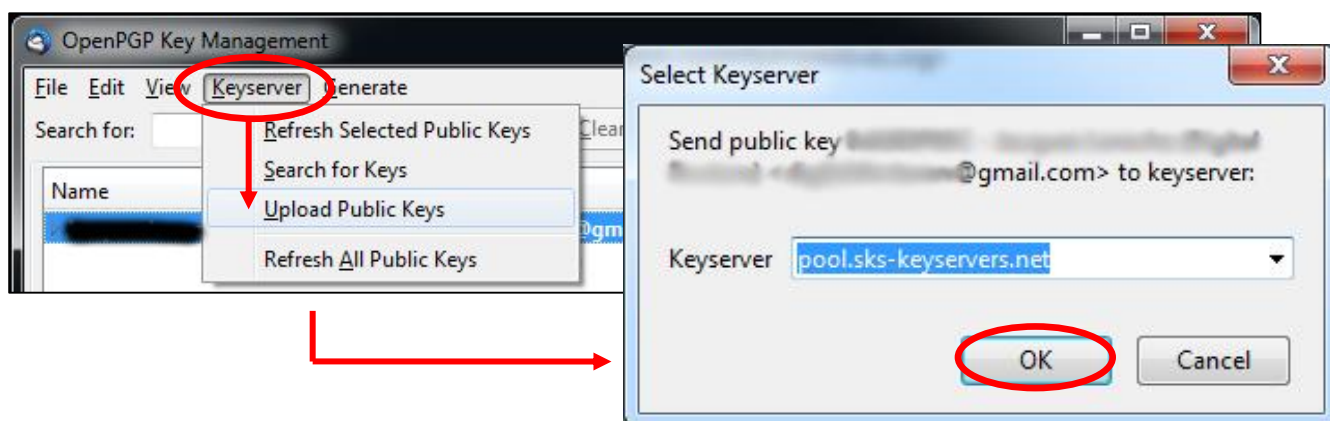 OpenPGP Key Management
File Edit View Keyserver Generate
Search for:
Clear
Refresh Selected Public Keys
Search for Keys
Upload Public Keys
Refresh All Public Keys
Name
@gm
Select Keyserver
Send public key
@gmail.com> to keyserver:
Keyserver pool.sks-keyservers.net
OK Cancel